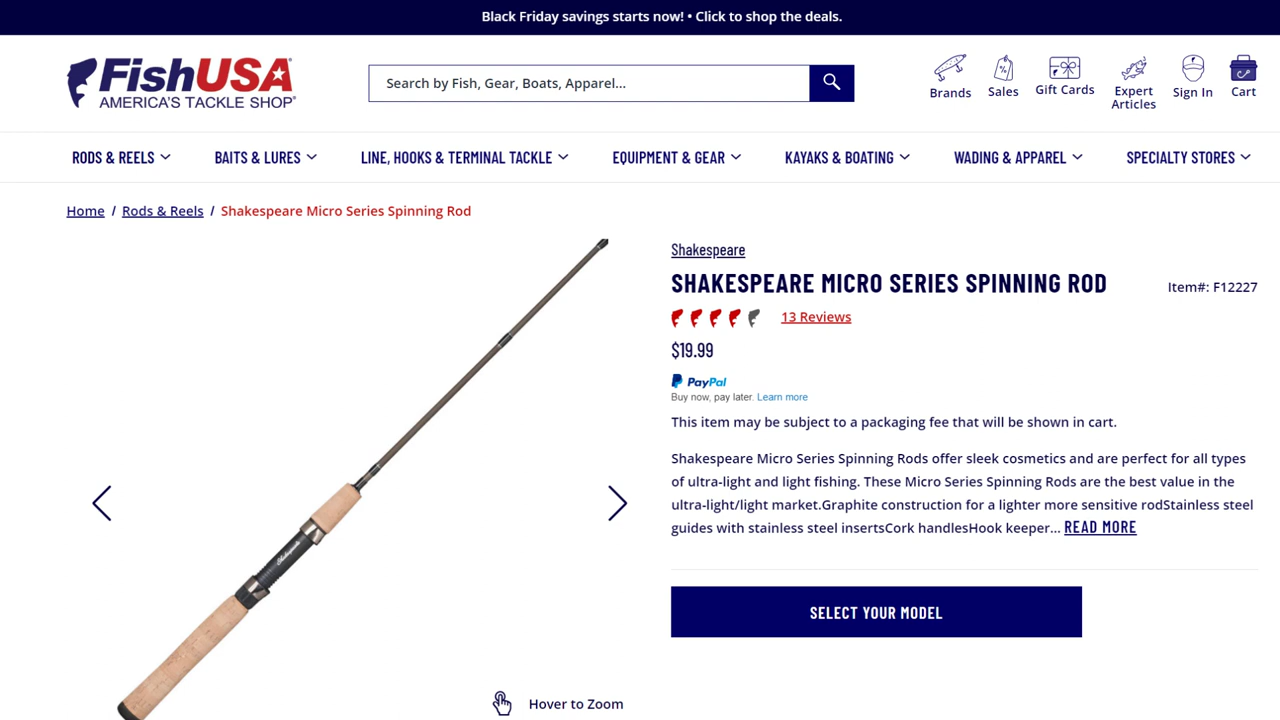 Black Friday savings starts now! • Click to shop the deals.
FishUSA
AMERICA'S TACKLE SHOP®
Search by Fish, Gear, Boats, Apparel...
Brands
Sales
Gift Cards
Expert
Articles
Sign In
Cart
RODS & REELS
BAITS & LURES
LINE, HOOKS & TERMINAL TACKLE
EQUIPMENT & GEAR
KAYAKS & BOATING
WADING & APPAREL
SPECIALTY STORES
Home / Rods & Reels / Shakespeare Micro Series Spinning Rod
Shakespeare
SHAKESPEARE MICRO SERIES SPINNING ROD
Item#: F12227
13 Reviews
$19.99
PayPal
Buy now, pay later. Learn more
This item may be subject to a packaging fee that will be shown in cart.
Shakespeare Micro Series Spinning Rods offer sleek cosmetics and are perfect for all types
of ultra-light and light fishing. These Micro Series Spinning Rods are the best value in the
ultra-light/light market.Graphite construction for a lighter more sensitive rodStainless steel
guides with stainless steel insertsCork handlesHook keeper... READ MORE
SELECT YOUR MODEL
Shakespeare
Hover to Zoom